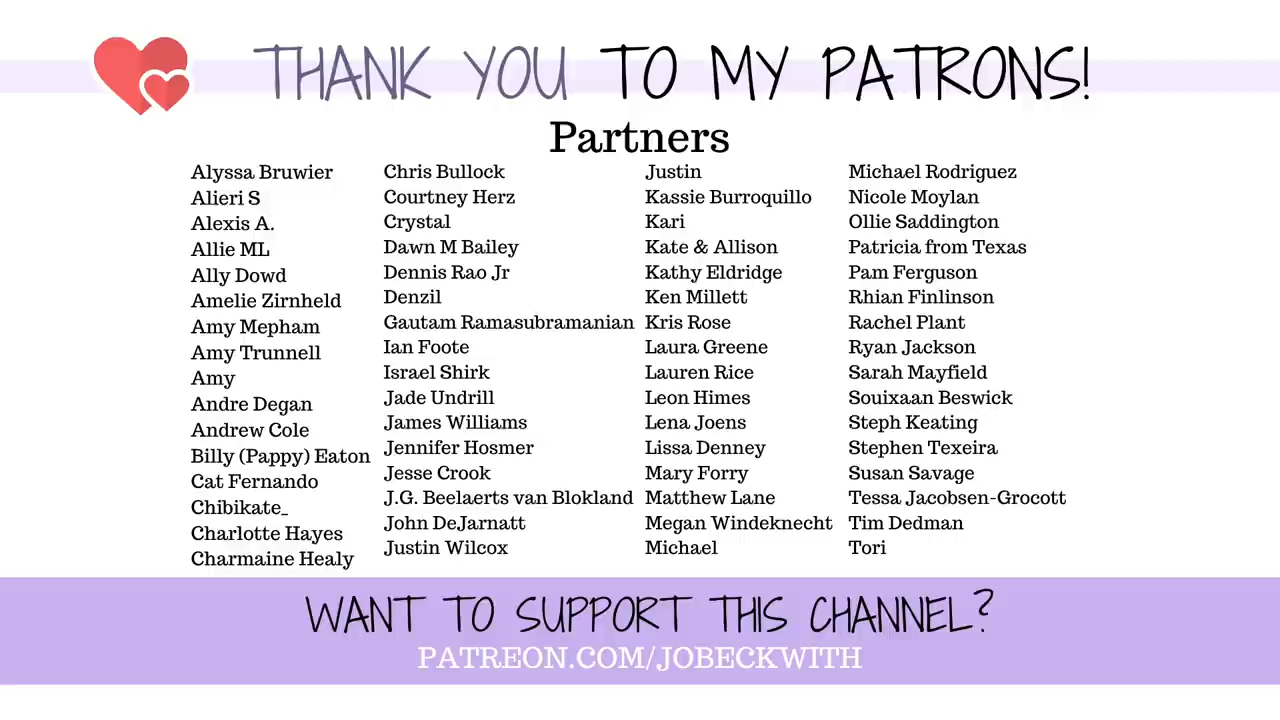 THANK YOU TO MY PATRONS!
Partners
Alyssa Bruwier
Alieri S
Alexis A.
Allie ML
Ally Dowd
Amelie Zirnheld
Amy Mepham
Amy Trunnell
Amy
Andre Degan
Andrew Cole
Billy (Pappy) Eaton
Cat Fernando
Chibikate_
Charlotte Hayes
Charmaine Healy
Chris Bullock
Courtney Herz
Crystal
Dawn M Bailey
Dennis Rao Jr
Denzil
Gautam Ramasubramanian
Ian Foote
Israel Shirk
Jade Undrill
James Williams
Jennifer Hosmer
Jesse Crook
J.G. Beelaerts van Blokland
John DeJarnatt
Justin Wilcox
Justin
Kassie Burroquillo
Kari
Kate & Allison
Kathy Eldridge
Ken Millett
Kris Rose
Laura Greene
Lauren Rice
Leon Himes
Lena Joens
Lissa Denney
Mary Forry
Matthew Lane
Megan Windeknecht
Michael
Michael Rodriguez
Nicole Moylan
Ollie Saddington
Patricia from Texas
Pam Ferguson
Rhian Finlinson
Rachel Plant
Ryan Jackson
Sarah Mayfield
Souixaan Beswick
Steph Keating
Stephen Texeira
Susan Savage
Tessa Jacobsen-Grocott
Tim Dedman
Tori
WANT TO SUPPORT THIS CHANNEL?
PATREON.COM/JOBECKWITH